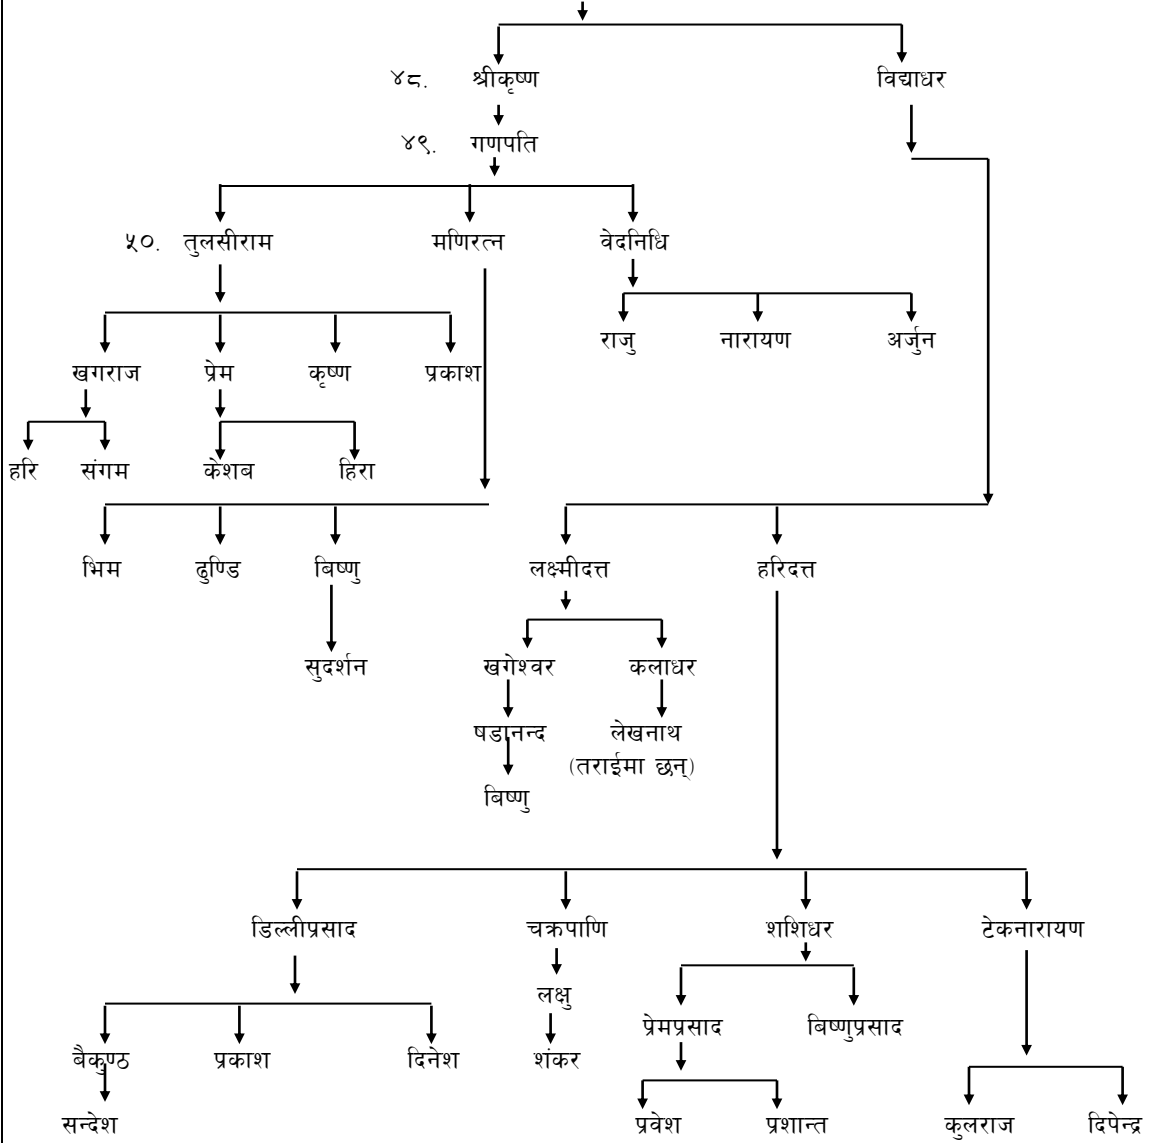 ४८. श्रीकृष्ण विद्याधर
४९. गणपति
५०. तुलसीराम मणिरत्न वेदनिधि
राजु नारायण अर्जुन
खगराज प्रेम कृष्ण प्रकाश
हरि संगम केशब हिरा
भिम ढुण्डि बिष्णु लक्ष्मीदत्त हरिदत्त
सुदर्शन खगेश्वर कलाधर
षडानन्द लेखनाथ
(तराईमा छन्)
बिष्णु
डिल्लीप्रसाद चक्रपाणि शशिधर टेकनारायण
लक्षु
प्रेमप्रसाद बिष्णुप्रसाद
बैकुण्ठ प्रकाश दिनेश शंकर
सन्देश प्रवेश प्रशान्त कुलराज दिपेन्द्र